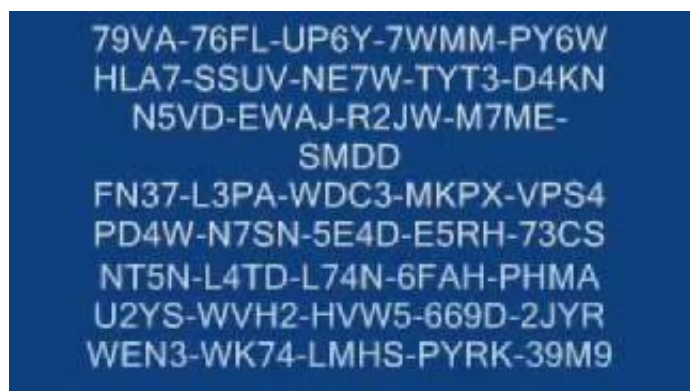 79VA-76FL-UP6Y-7WMM-PY6W
HLA7-SSUV-NE7W-TYT3-D4KN
N5VD-EWAJ-R2JW-M7ME-
SMDD
FN37-L3PA-WDC3-MKPX-VPS4
PD4W-N7SN-5E4D-E5RH-73CS
NT5N-L4TD-L74N-6FAH-PHMA
U2YS-WVH2-HVW5-669D-2JYR
WEN3-WK74-LMHS-PYRK-39M9